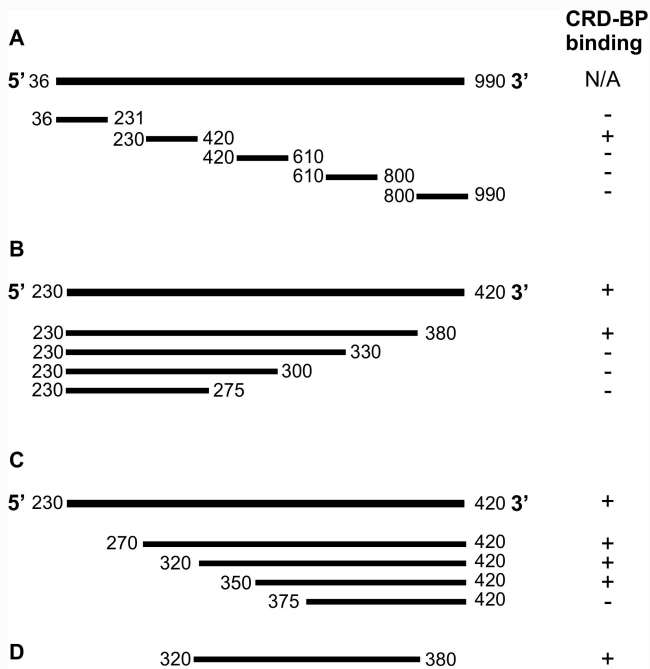 CRD-BP
binding
A
5’ 36 990 3’ N/A
36 231 -
230 420 +
420 610 -
610 800 -
800 990 -
B
5’ 230 420 3’ +
230 380 +
230 330 -
230 300 -
230 275 -
C
5’ 230 420 3’ +
270 420 +
320 420 +
350 420 +
375 420 -
D 320 380 +